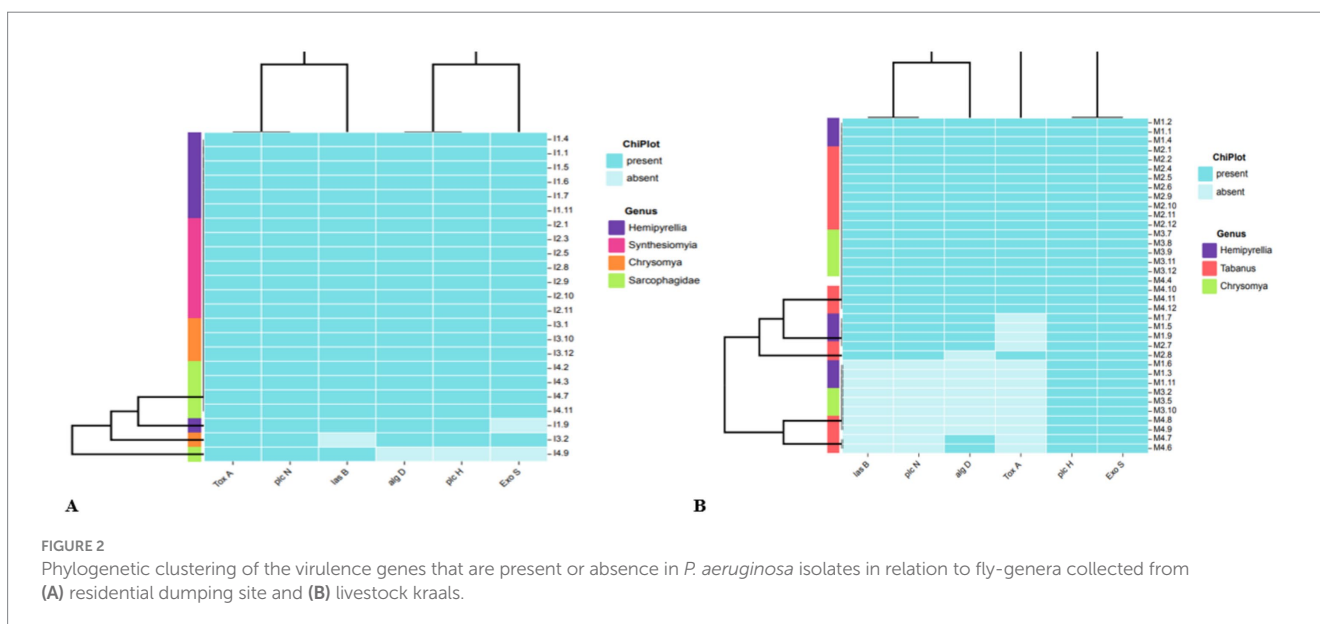 ChiPlot
present
absent
Genus
Hemipyrellia
Synthesiomyia
Chrysomya
Sarcophagidae
I1.4
I1.1
I1.5
I1.6
I1.7
I1.11
I2.1
I2.3
I2.5
I2.8
I2.9
I2.10
I2.11
I3.1
I3.10
I3.12
I4.2
I4.3
I4.7
I4.11
I1.9
I3.2
I4.9
Tox A
plc N
las B
alg D
plc H
Exo S
A
M1.2
M1.1
M1.4
M2.1
M2.2
M2.4
M2.5
M2.6
M2.9
M2.10
M2.11
M2.12
M3.7
M3.8
M3.9
M3.11
M3.12
M4.4
M4.10
M4.11
M4.12
M1.7
M1.5
M1.9
M2.7
M2.8
M1.6
M1.3
M1.11
M3.2
M3.5
M3.10
M4.8
M4.9
M4.7
M4.6
ChiPlot
present
absent
Genus
Hemipyrellia
Tabanus
Chrysomya
las B
plc N
alg D
Tox A
plc H
Exo S
B
FIGURE 2
Phylogenetic clustering of the virulence genes that are present or absence in P. aeruginosa isolates in relation to fly-genera collected from
(A) residential dumping site and (B) livestock kraals.